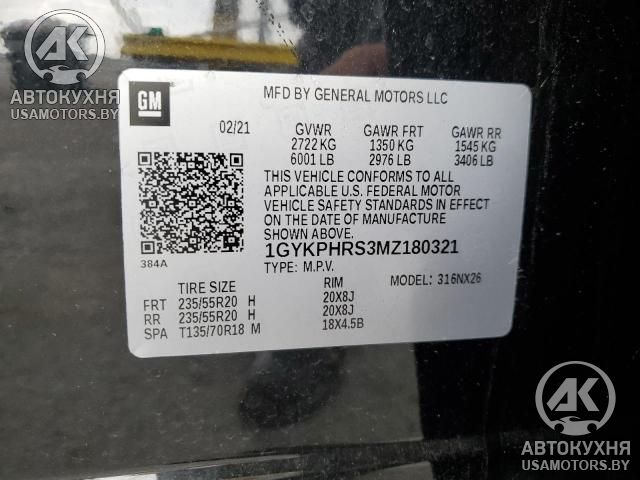 AK
АВТОКУХНЯ
USAMOTORS.BY
GM
MFD BY GENERAL MOTORS LLC
02/21 GVWR GAWR FRT GAWR RR
2722 KG 1350 KG 1545 KG
6001 LB 2976 LB 3406 LB
THIS VEHICLE CONFORMS TO ALL
APPLICABLE U.S. FEDERAL MOTOR
VEHICLE SAFETY STANDARDS IN EFFECT
ON THE DATE OF MANUFACTURE
SHOWN ABOVE.
384A
1GYKPHRS3MZ180321
TYPE: M.P.V. MODEL: 316NX26
TIRE SIZE RIM
FRT 235/55R20 H 20X8J
RR 235/55R20 H 20X8J
SPA T135/70R18 M 18X4.5B
AK
АВТОКУХНЯ
USAMOTORS.BY